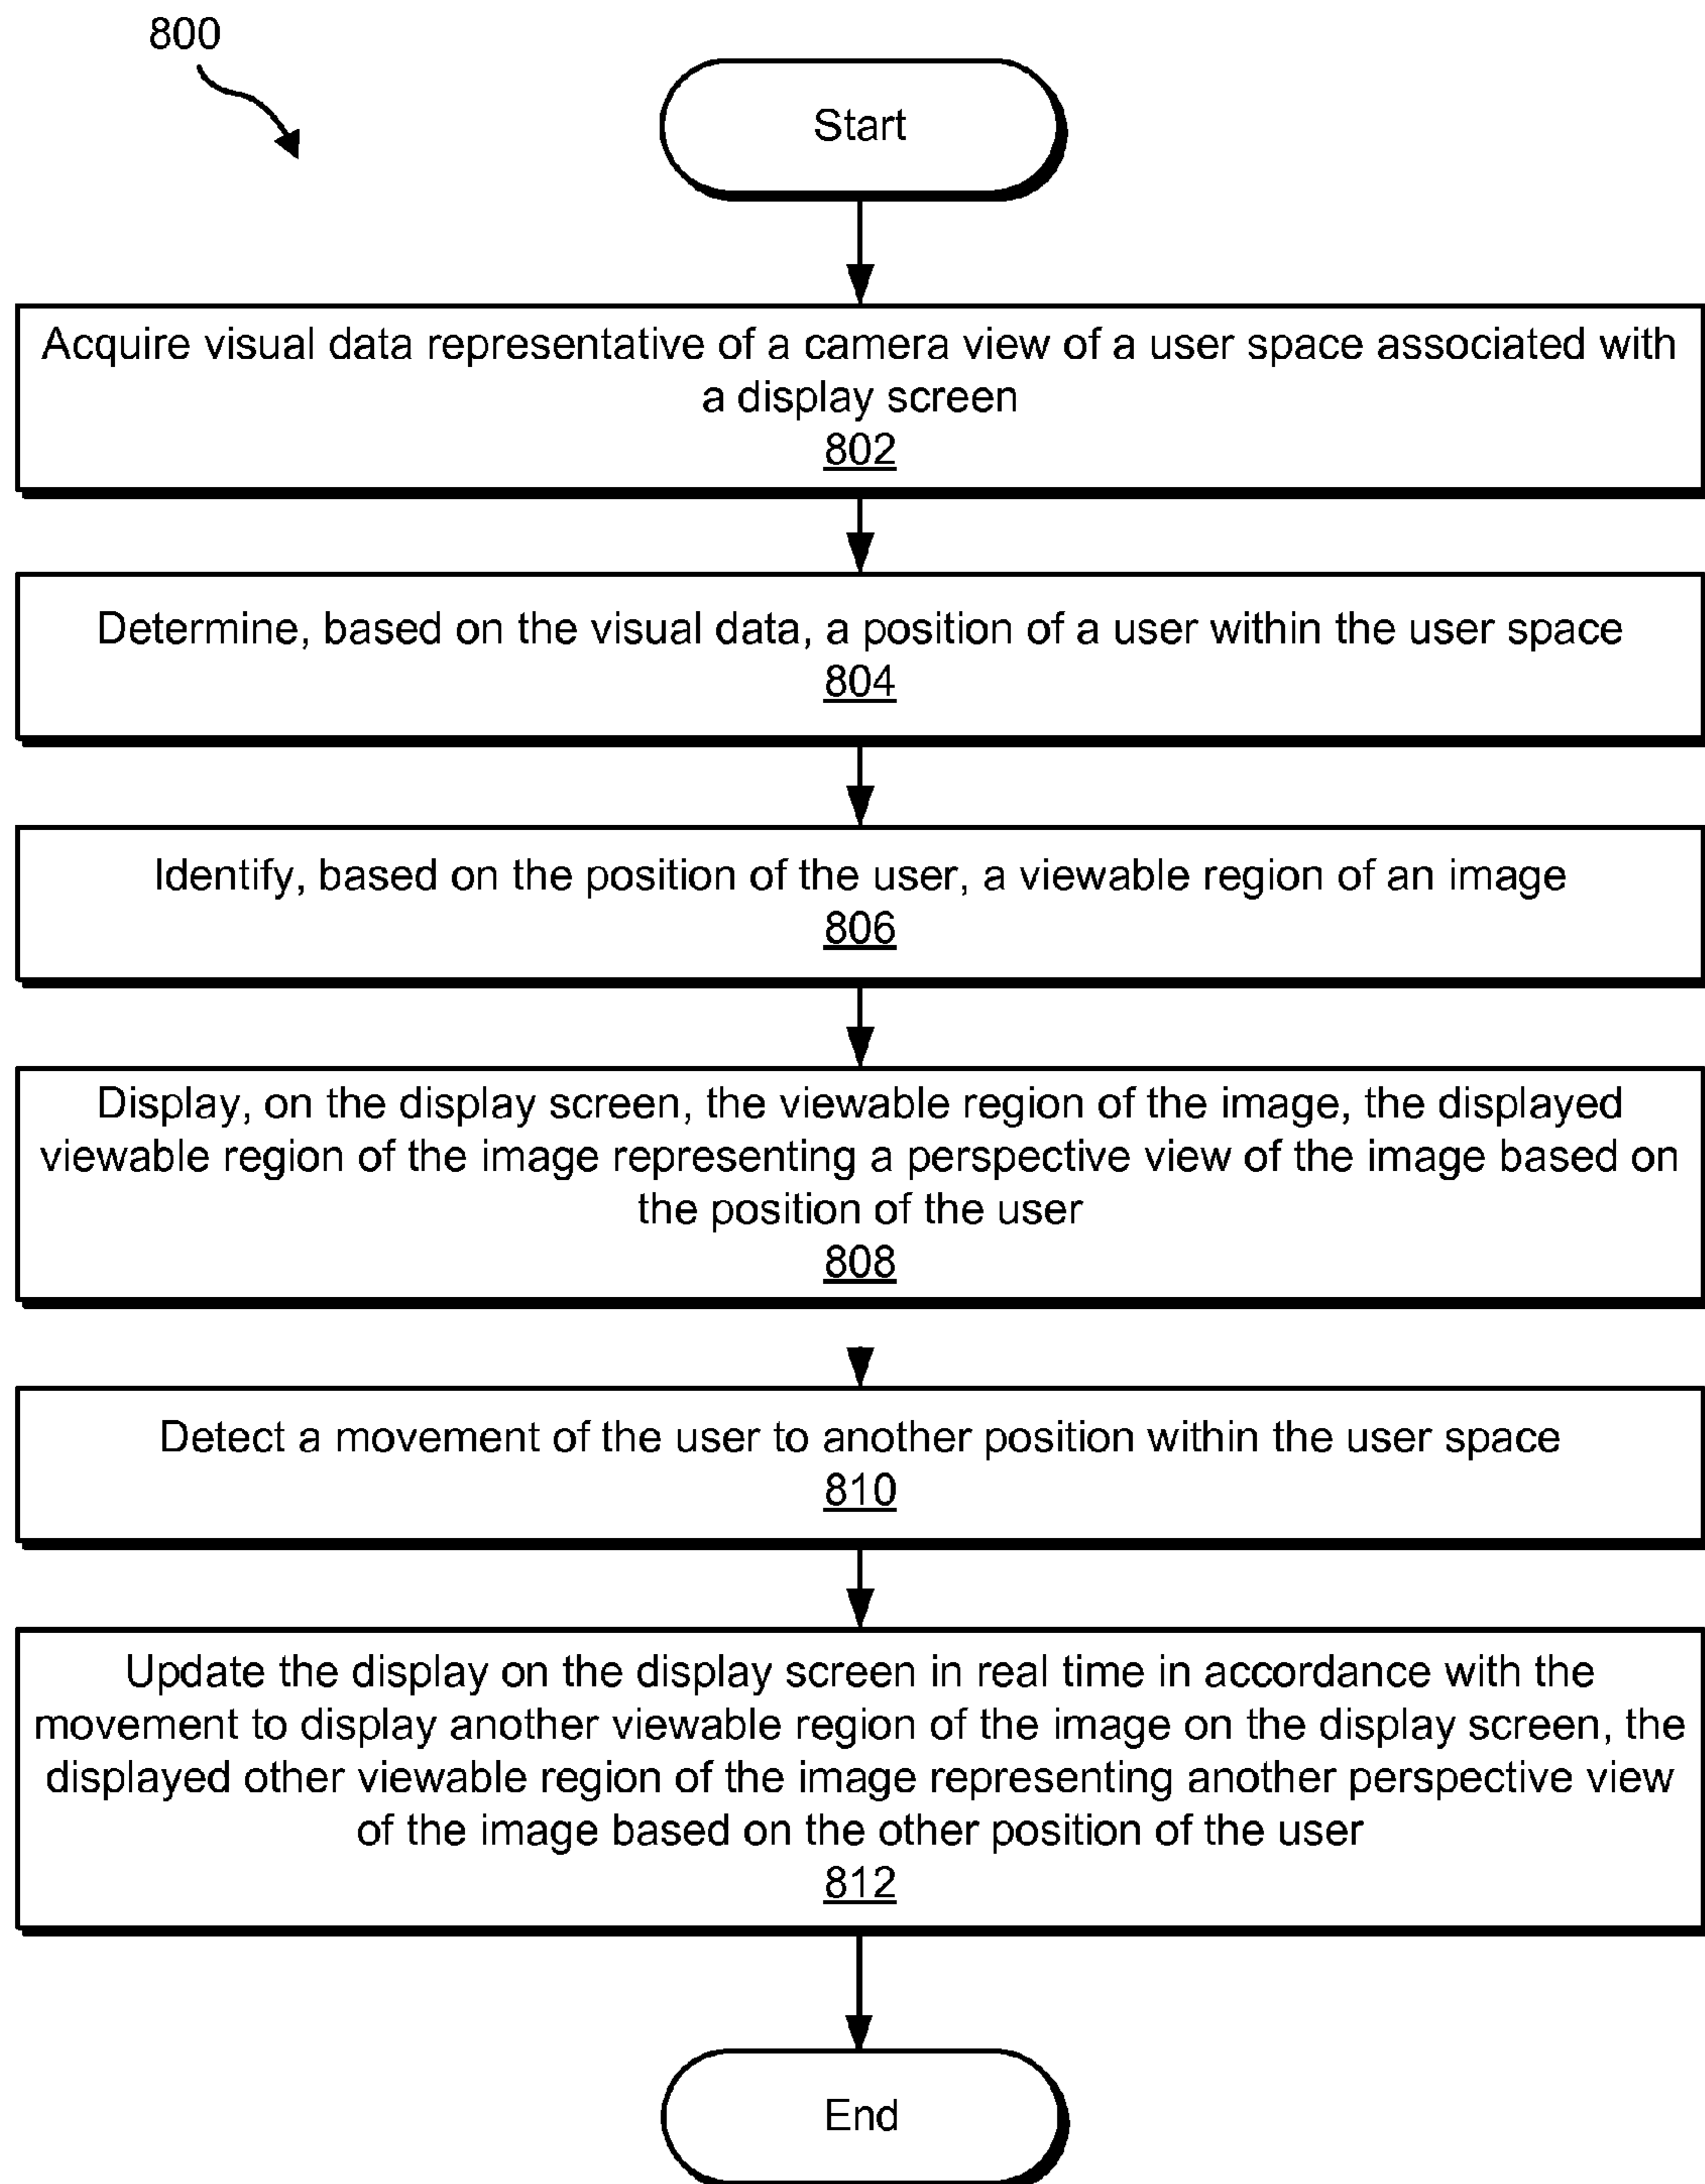 800
Start
Acquire visual data representative of a camera view of a user space associated with
a display screen
802
Determine, based on the visual data, a position of a user within the user space
804
Identify, based on the position of the user, a viewable region of an image
806
Display, on the display screen, the viewable region of the image, the displayed
viewable region of the image representing a perspective view of the image based on
the position of the user
808
Detect a movement of the user to another position within the user space
810
Update the display on the display screen in real time in accordance with the
movement to display another viewable region of the image on the display screen, the
displayed other viewable region of the image representing another perspective view
of the image based on the other position of the user
812
End